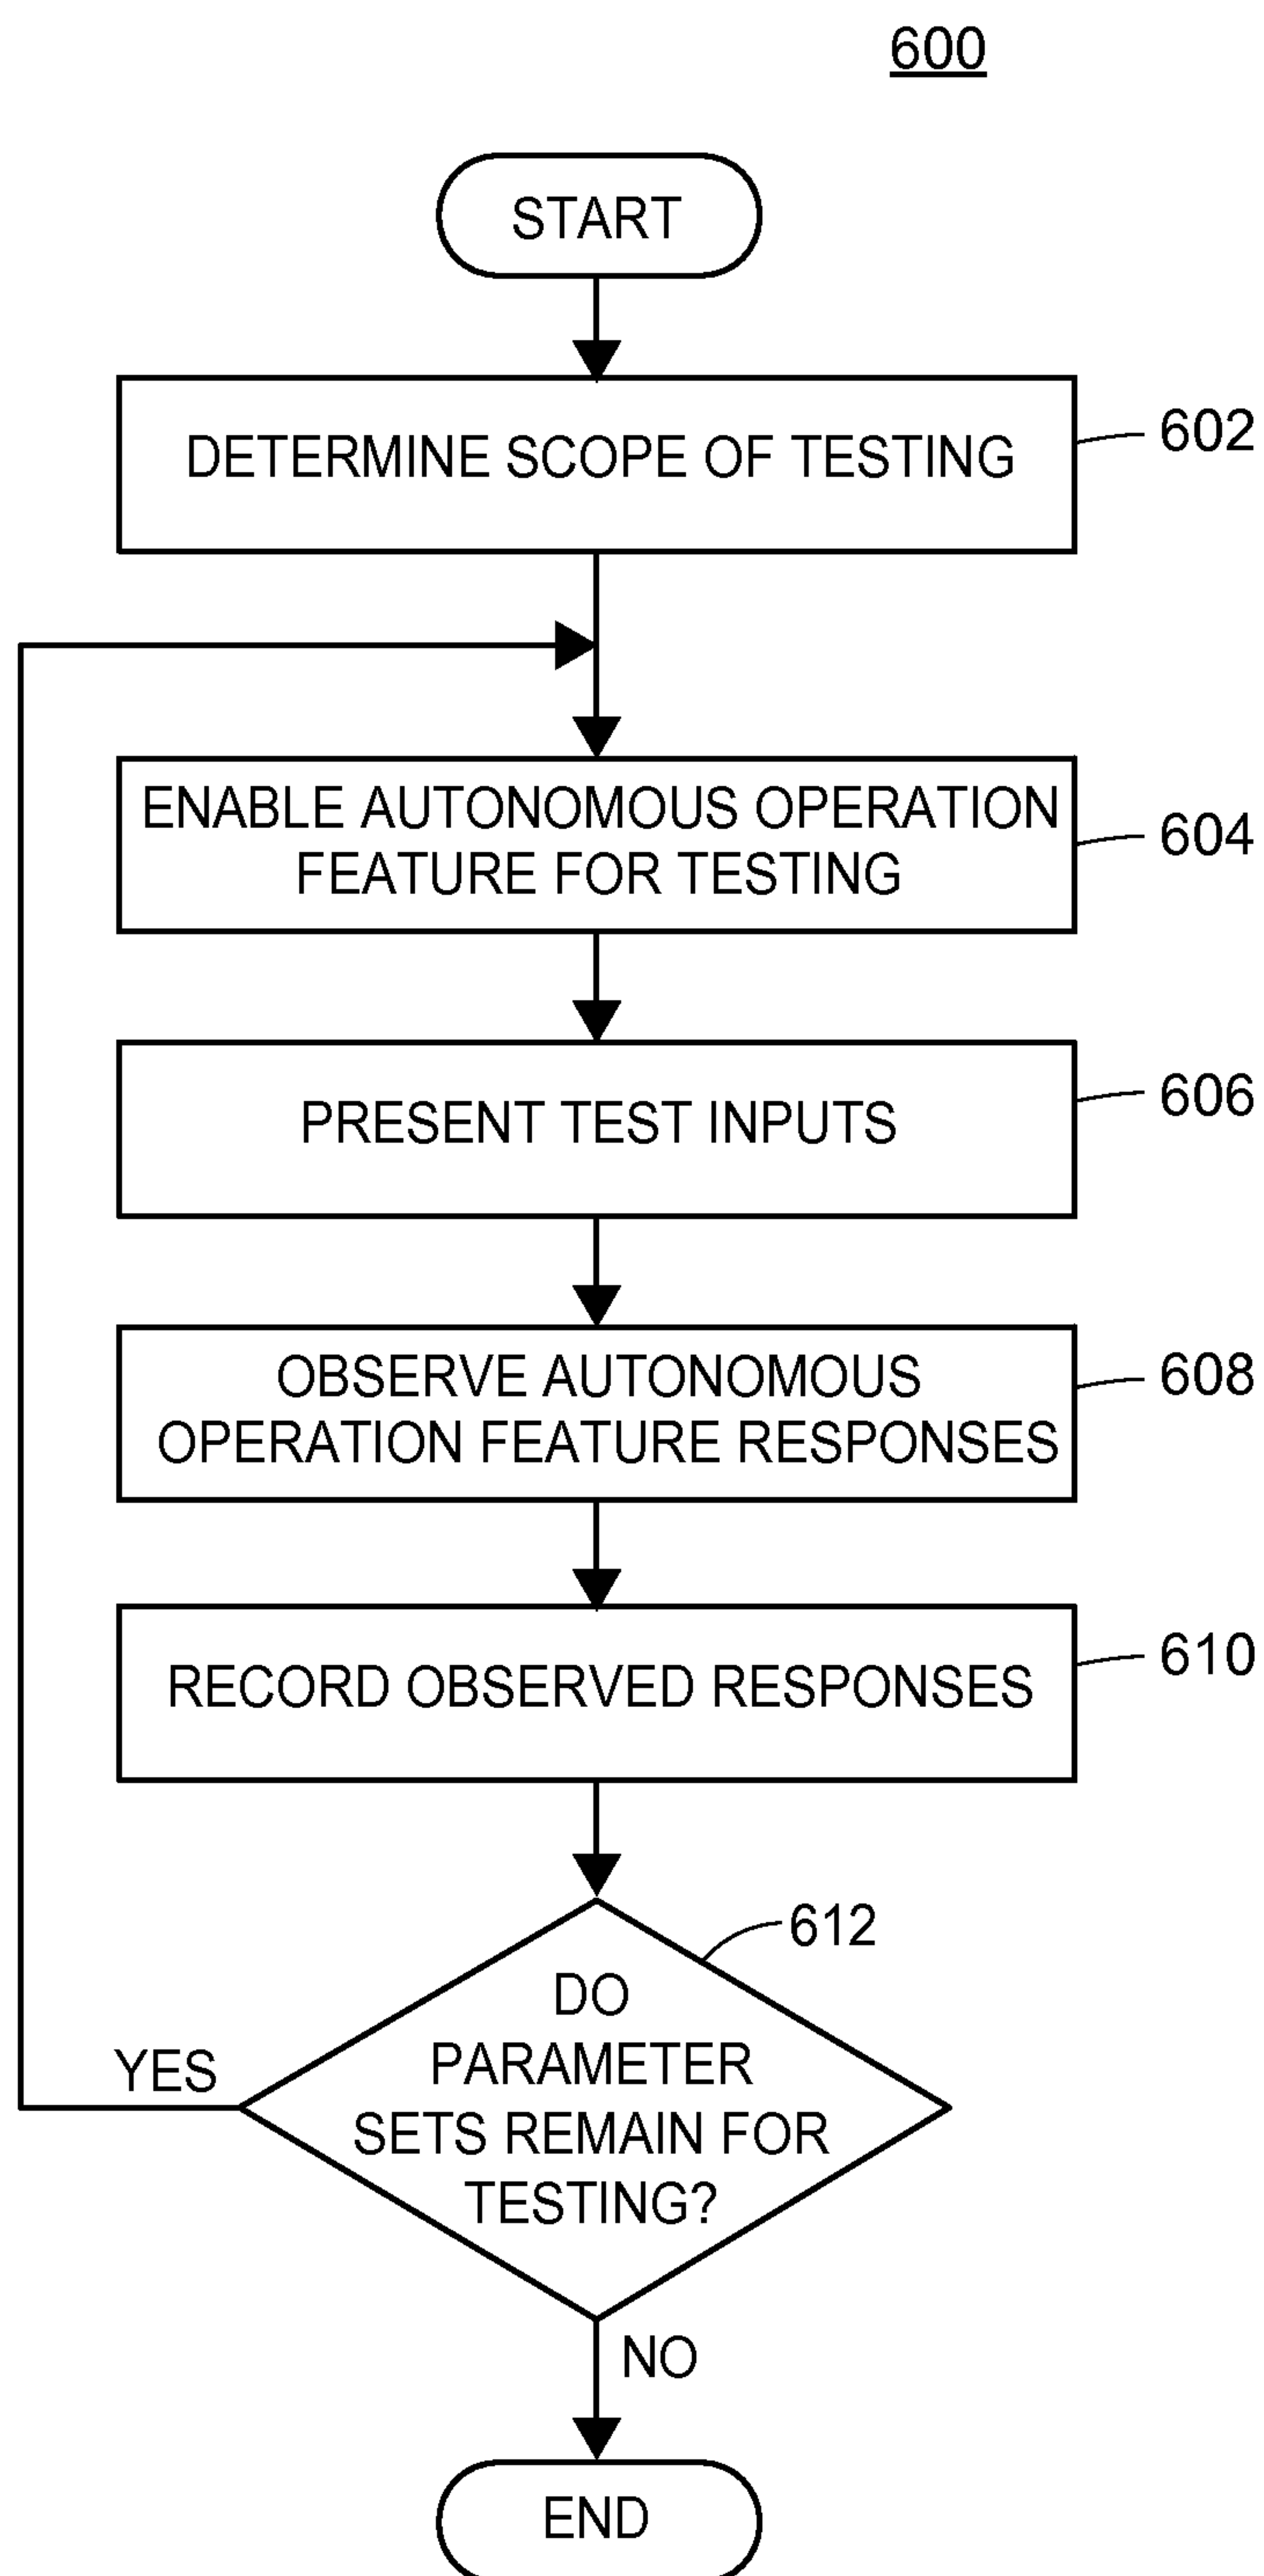 600
START
DETERMINE SCOPE OF TESTING
602
ENABLE AUTONOMOUS OPERATION
FEATURE FOR TESTING
604
PRESENT TEST INPUTS
606
OBSERVE AUTONOMOUS
OPERATION FEATURE RESPONSES
608
RECORD OBSERVED RESPONSES
610
612
DO
PARAMETER
SETS REMAIN FOR
TESTING?
YES
NO
END